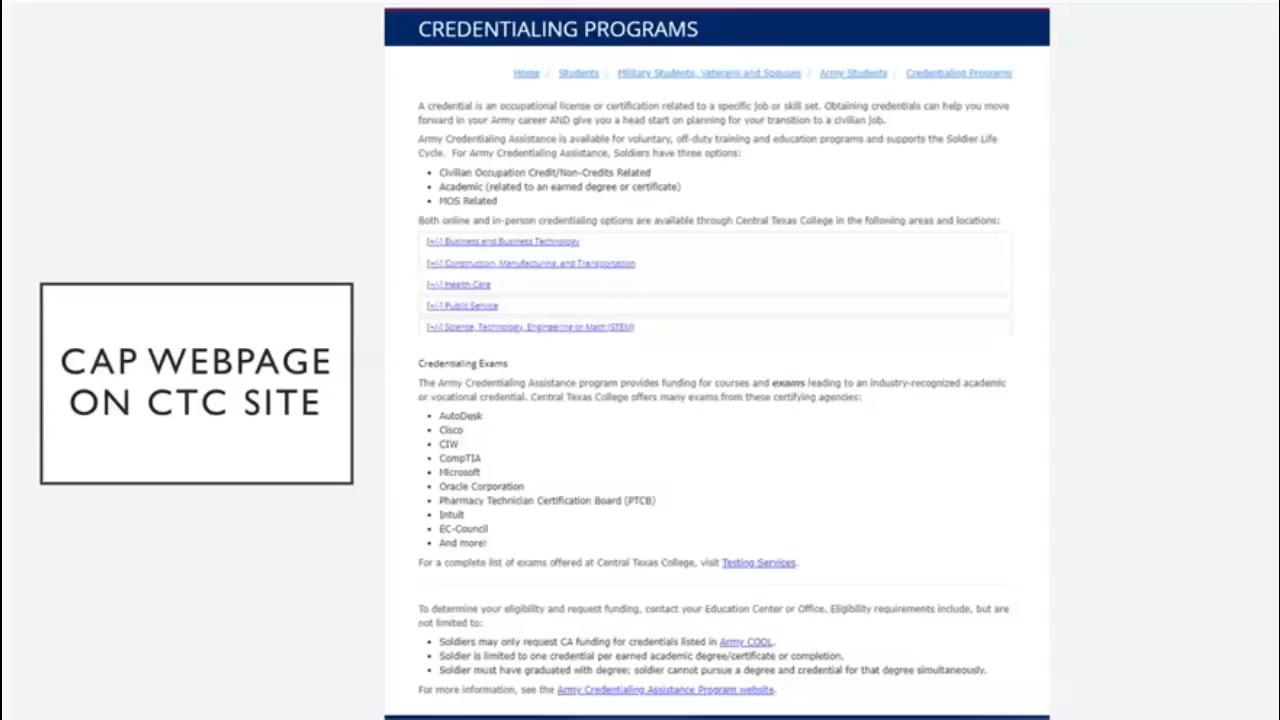 CREDENTIALING PROGRAMS
Home / Students / Military Students, Veterans and Spouses / Army Students / Credentialing Programs
A credential is an occupational license or certification related to a specific job or skill set. Obtaining credentials can help you move
forward in your Army career AND give you a head start on planning for your transition to a civilian job.
Army Credentialing Assistance is available for voluntary, off-duty training and education programs and supports the Soldier Life
Cycle. For Army Credentialing Assistance, Soldiers have three options:
• Civilian Occupation Credit/Non-Credits Related
• Academic (related to an earned degree or certificate)
• MOS Related
Both online and in-person credentialing options are available through Central Texas College in the following areas and locations:
[+/-] Business and Business Technology
[+/-] Construction, Manufacturing, and Transportation
[+/-] Health Care
[+/-] Public Service
[+/-] Science, Technology, Engineering or Math (STEM)
CAP WEBPAGE
ON CTC SITE
Credentialing Exams
The Army Credentialing Assistance program provides funding for courses and exams leading to an industry-recognized academic
or vocational credential. Central Texas College offers many exams from these certifying agencies:
• AutoDesk
• Cisco
• CIW
• CompTIA
• Microsoft
• Oracle Corporation
• Pharmacy Technician Certification Board (PTCB)
• Intuit
• EC-Council
• And more!
For a complete list of exams offered at Central Texas College, visit Testing Services.
To determine your eligibility and request funding, contact your Education Center or Office. Eligibility requirements include, but are
not limited to:
• Soldiers may only request CA funding for credentials listed in Army COOL.
• Soldier is limited to one credential per earned academic degree/certificate or completion.
• Soldier must have graduated with degree; soldier cannot pursue a degree and credential for that degree simultaneously.
For more information, see the Army Credentialing Assistance Program website.